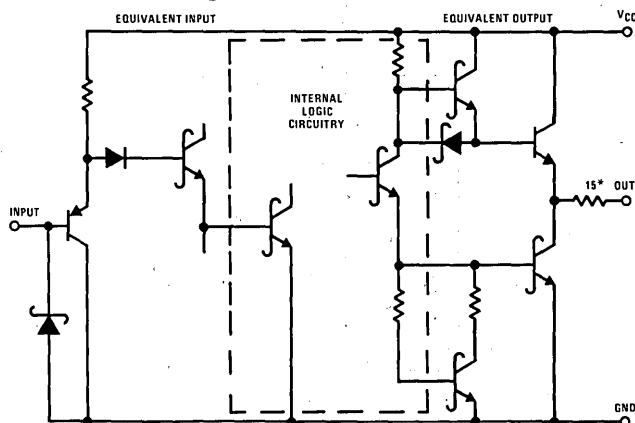 EQUIVALENT INPUT
EQUIVALENT OUTPUT
VCC
INTERNAL
LOGIC
CIRCUITRY
INPUT
15*
OUT
GND